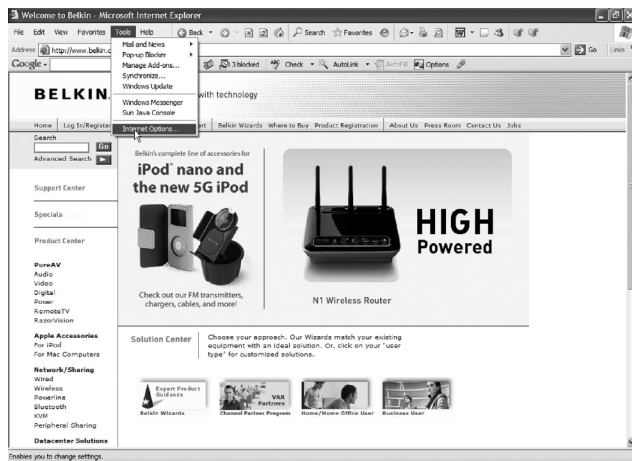 Welcome to Belkin - Microsoft Internet Explorer
File Edit View Favorites Tools Help Back Search Favorites
Address http://www.belkin.c Go Links
Google 3 blocked Check AutoLink AutoFill Options
Mail and News
Pop-up Blocker
Manage Add-ons...
Synchronize...
Windows Update
Windows Messenger
Sun Java Console
Internet Options...
BELKIN. with technology
Home Log In/Register rt Belkin Wizards Where to Buy Product Registration About Us Press Room Contact Us Jobs
Search
Go
Advanced Search
Support Center
Specials
Product Center
PureAV
Audio
Video
Digital
Power
RemoteTV
RazorVision
Apple Accessories
For iPod
For Mac Computers
Network/Sharing
Wired
Wireless
Powerline
Bluetooth
KVM
Peripheral Sharing
Datacenter Solutions
Belkin's complete line of accessories for
iPod® nano and
the new 5G iPod
Check out our FM transmitters,
chargers, cables, and more!
HIGH
Powered
N1 Wireless Router
Solution Center
Choose your approach. Our Wizards match your existing
equipment with an ideal solution. Or, click on your "user
type" for customized solutions.
Expert Product
Guidance
Belkin Wizards
VAR
Partners
Channel Partner Program
Home/Home Office User
Business User
Enables you to change settings.